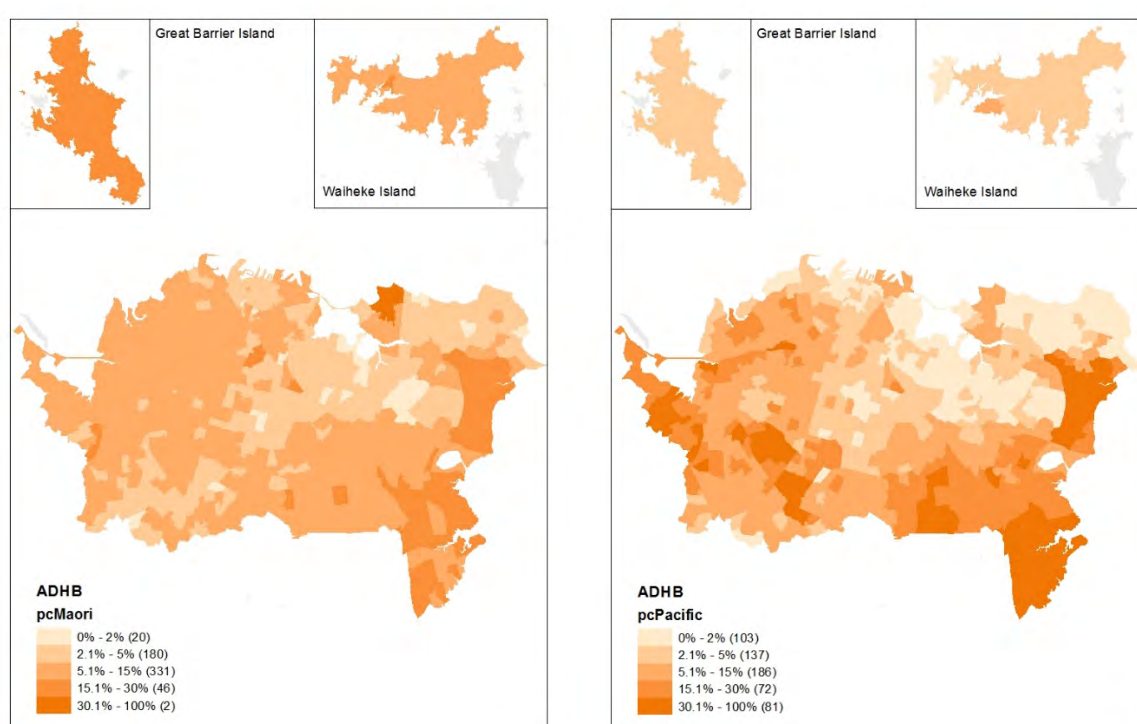 Great Barrier Island
Waiheke Island
ADHB
pcMaori
0% - 2% (20)
2.1% - 5% (180)
5.1% - 15% (331)
15.1% - 30% (46)
30.1% - 100% (2)
Great Barrier Island
Waiheke Island
ADHB
pcPacific
0% - 2% (103)
2.1% - 5% (137)
5.1% - 15% (186)
15.1% - 30% (72)
30.1% - 100% (81)